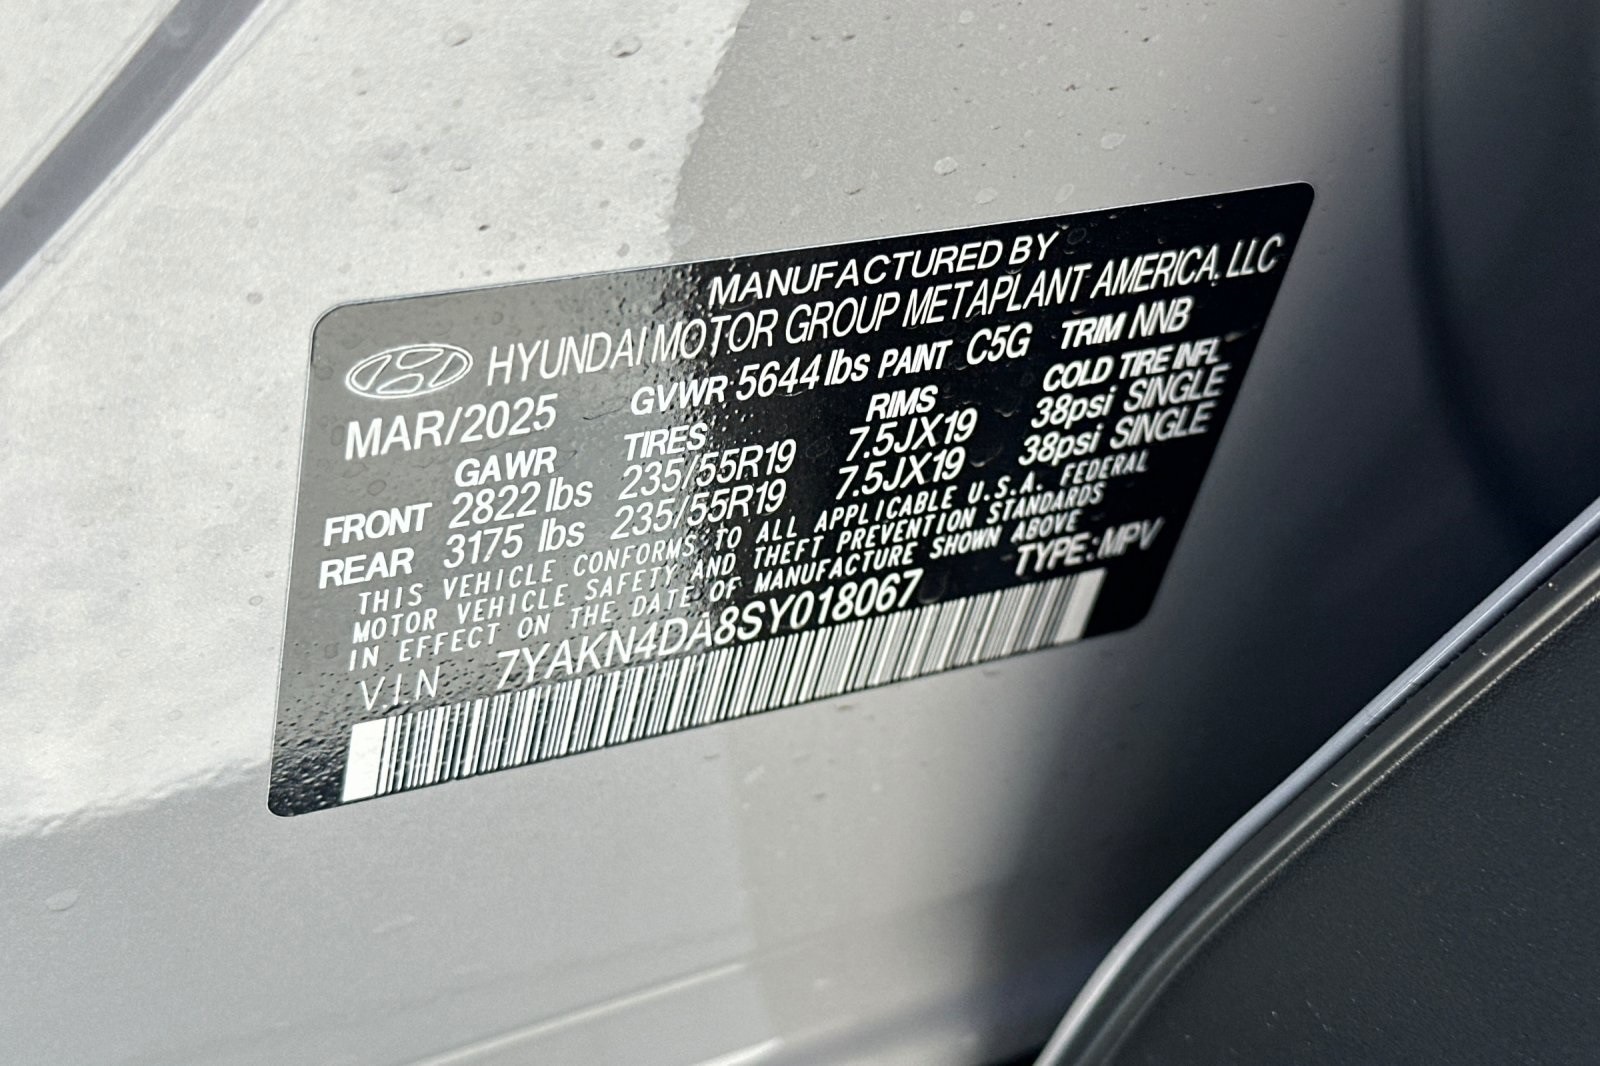 MANUFACTURED BY
HYUNDAI MOTOR GROUP METAPLANT AMERICA, LLC
MAR/2025 GVWR 5644 lbs PAINT C5G TRIM NNB
GAWR TIRES RIMS COLD TIRE INFL
FRONT 2822 lbs 235/55R19 7.5JX19 38psi SINGLE
REAR 3175 lbs 235/55R19 7.5JX19 38psi SINGLE
THIS VEHICLE CONFORMS TO ALL APPLICABLE U.S.A. FEDERAL
MOTOR VEHICLE SAFETY AND THEFT PREVENTION STANDARDS
IN EFFECT ON THE DATE OF MANUFACTURE SHOWN ABOVE
V.I.N 7YAKN4DA8SY018067 TYPE: MPV